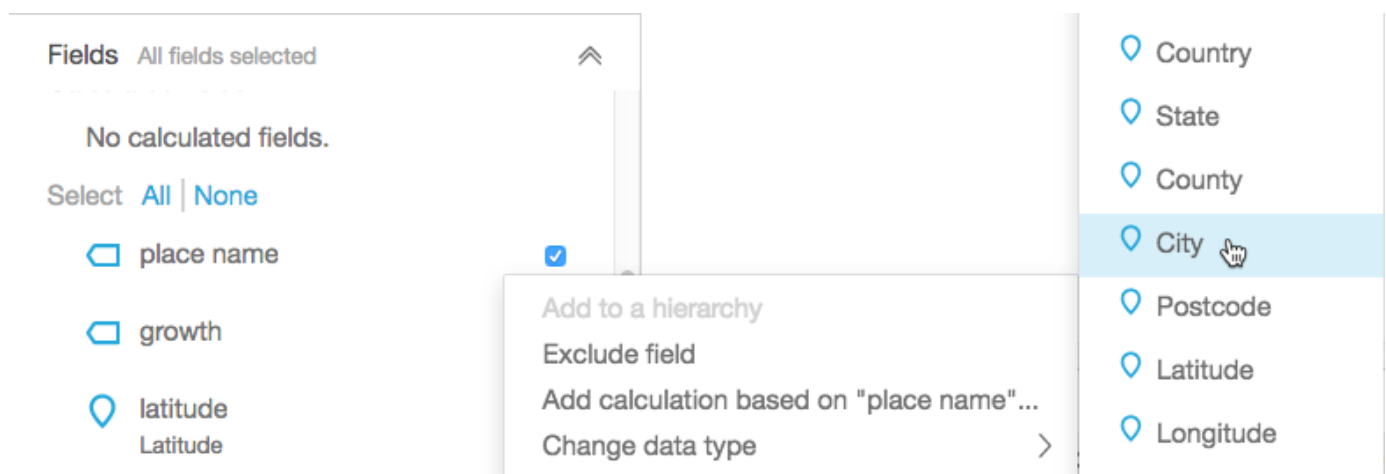 Fields All fields selected
No calculated fields.
Select All | None
place name
growth
latitude
Latitude
Add to a hierarchy
Exclude field
Add calculation based on "place name"...
Change data type
Country
State
County
City
Postcode
Latitude
Longitude